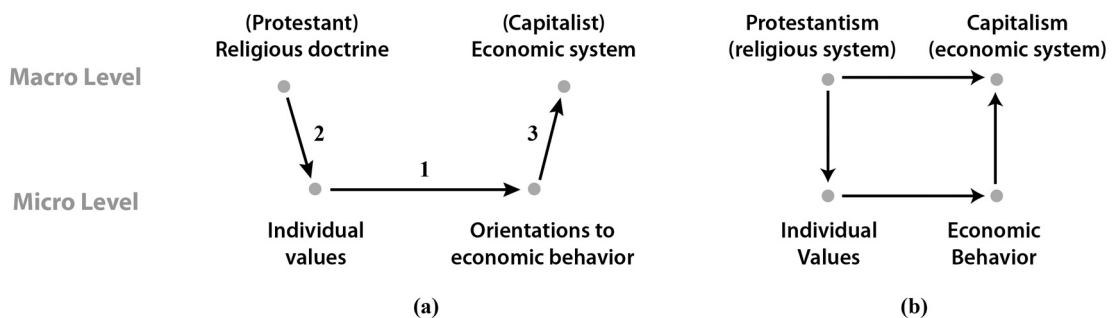 (Protestant)
Religious doctrine
(Capitalist)
Economic system
Macro Level
2
3
1
Micro Level
Individual
values
Orientations to
economic behavior
(a)
Protestantism
(religious system)
Capitalism
(economic system)
Individual
Values
Economic
Behavior
(b)